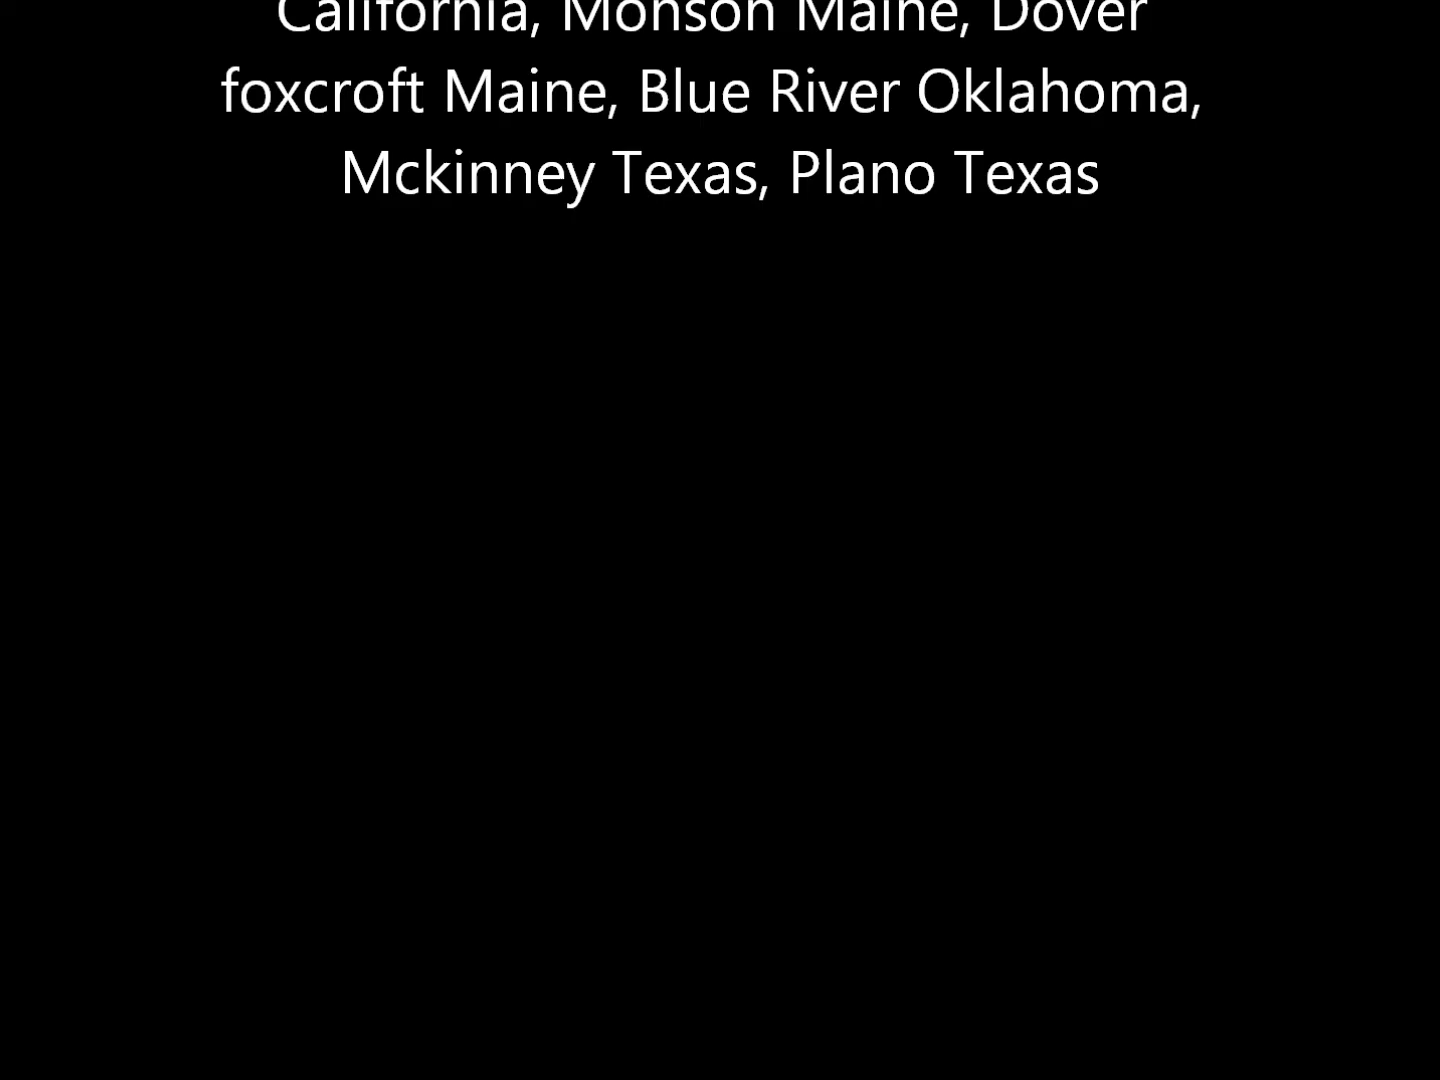 California, Monson Maine, Dover
foxcroft Maine, Blue River Oklahoma,
Mckinney Texas, Plano Texas